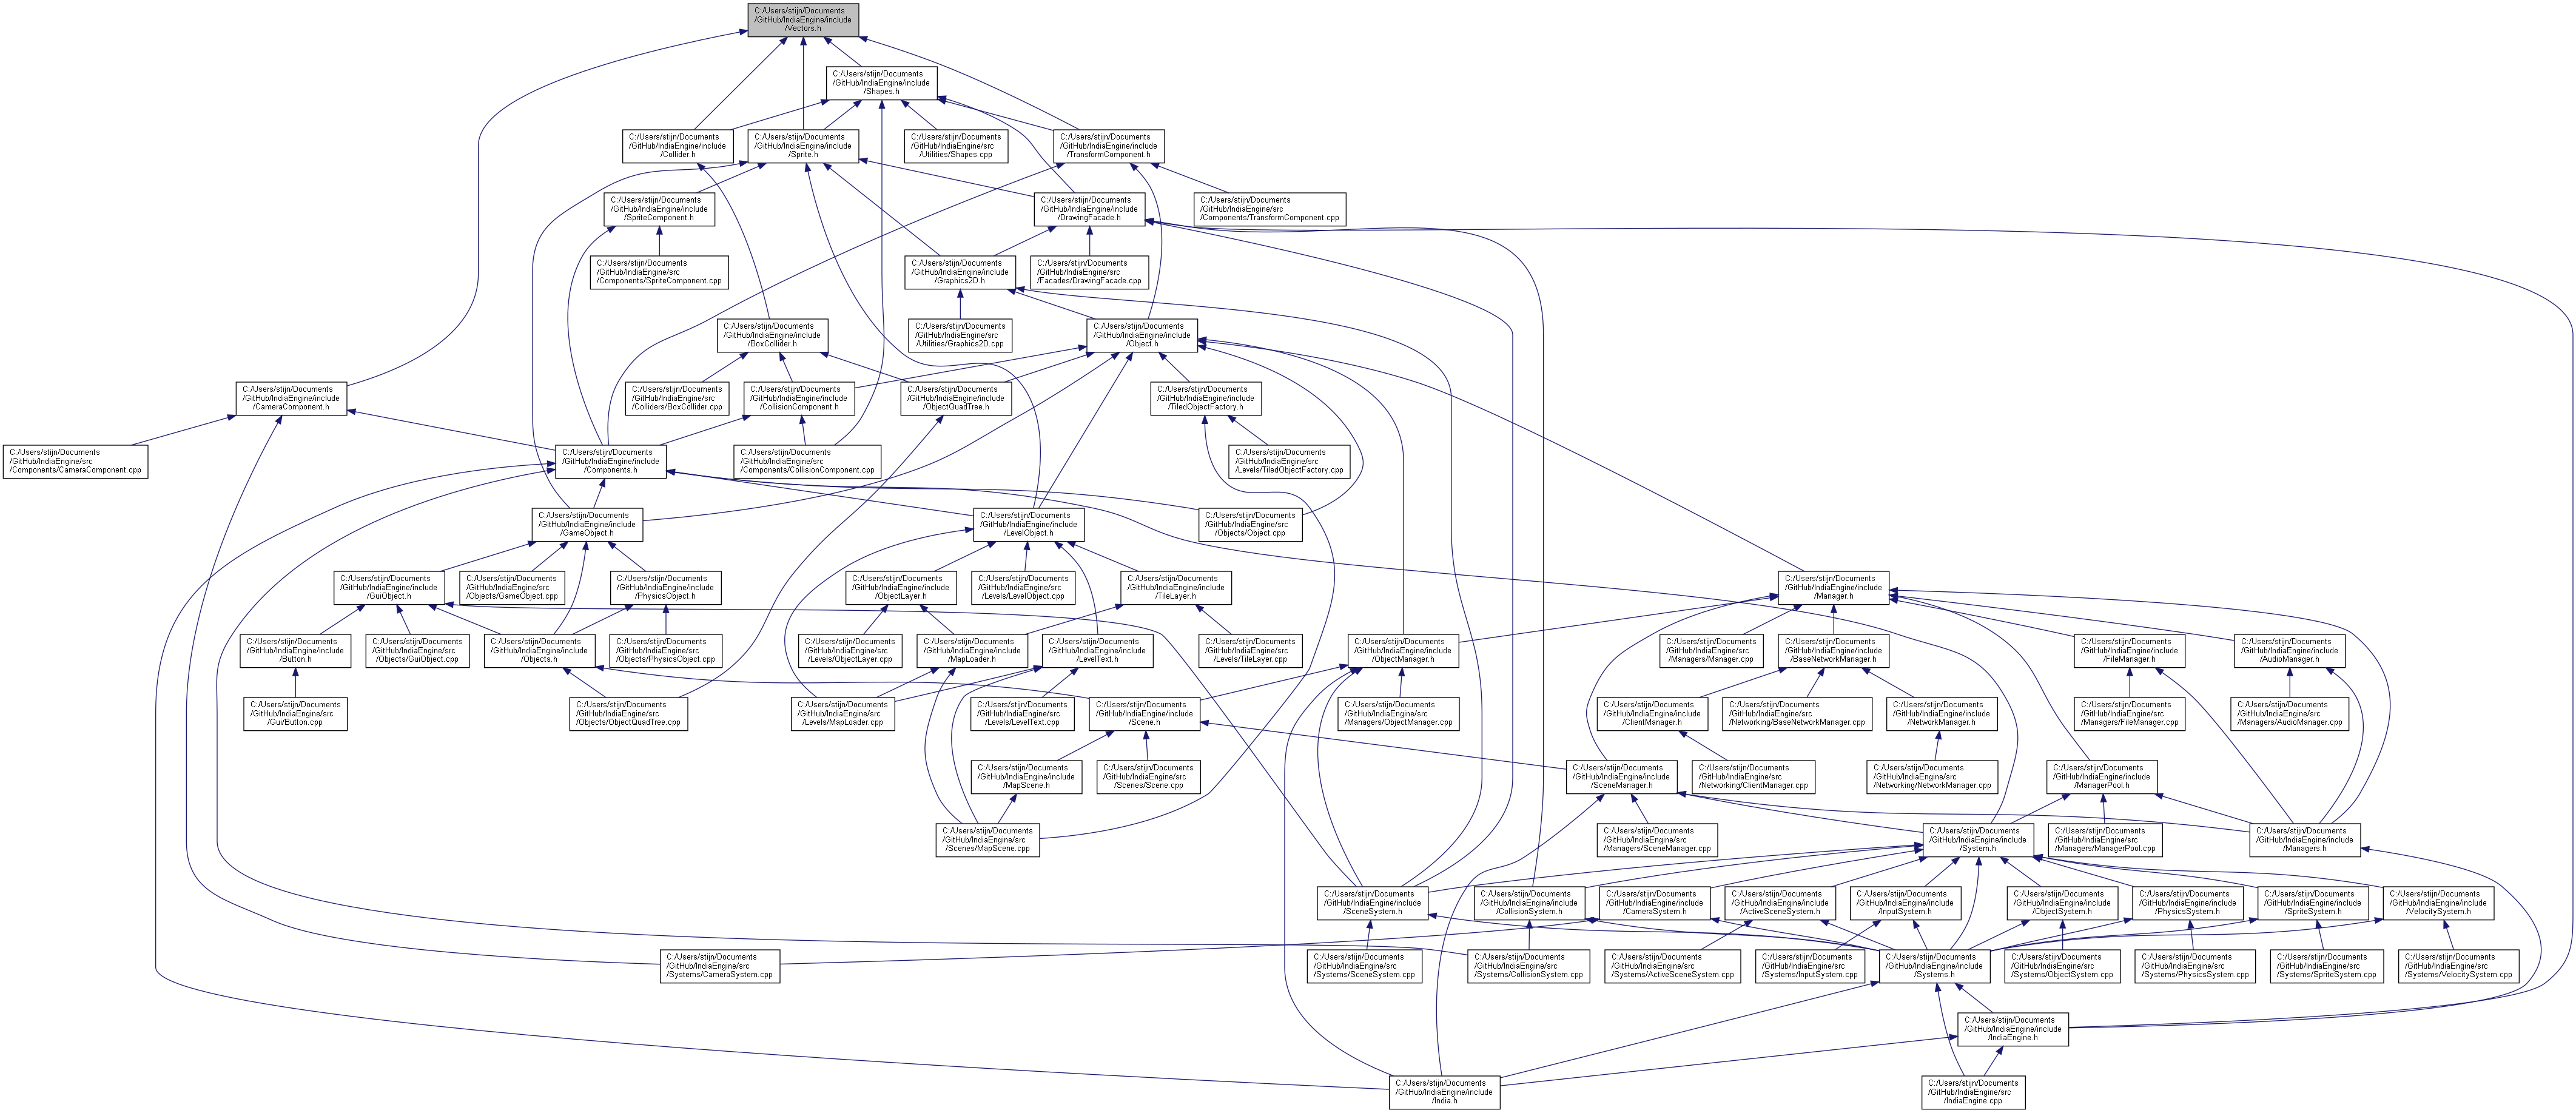 C:/Users/stijn/Documents
/GitHub/IndiaEngine/include
/Vectors.h
C:/Users/stijn/Documents
/GitHub/IndiaEngine/include
/Shapes.h
C:/Users/stijn/Documents
/GitHub/IndiaEngine/include
/Collider.h
C:/Users/stijn/Documents
/GitHub/IndiaEngine/include
/Sprite.h
C:/Users/stijn/Documents
/GitHub/IndiaEngine/src
/Utilities/Shapes.cpp
C:/Users/stijn/Documents
/GitHub/IndiaEngine/include
/TransformComponent.h
C:/Users/stijn/Documents
/GitHub/IndiaEngine/include
/SpriteComponent.h
C:/Users/stijn/Documents
/GitHub/IndiaEngine/include
/DrawingFacade.h
C:/Users/stijn/Documents
/GitHub/IndiaEngine/src
/Components/TransformComponent.cpp
C:/Users/stijn/Documents
/GitHub/IndiaEngine/src
/Components/SpriteComponent.cpp
C:/Users/stijn/Documents
/GitHub/IndiaEngine/include
/Graphics2D.h
C:/Users/stijn/Documents
/GitHub/IndiaEngine/src
/Facades/DrawingFacade.cpp
C:/Users/stijn/Documents
/GitHub/IndiaEngine/include
/BoxCollider.h
C:/Users/stijn/Documents
/GitHub/IndiaEngine/src
/Utilities/Graphics2D.cpp
C:/Users/stijn/Documents
/GitHub/IndiaEngine/include
/Object.h
C:/Users/stijn/Documents
/GitHub/IndiaEngine/include
/CameraComponent.h
C:/Users/stijn/Documents
/GitHub/IndiaEngine/src
/Colliders/BoxCollider.cpp
C:/Users/stijn/Documents
/GitHub/IndiaEngine/include
/CollisionComponent.h
C:/Users/stijn/Documents
/GitHub/IndiaEngine/include
/ObjectQuadTree.h
C:/Users/stijn/Documents
/GitHub/IndiaEngine/include
/TiledObjectFactory.h
C:/Users/stijn/Documents
/GitHub/IndiaEngine/src
/Components/CameraComponent.cpp
C:/Users/stijn/Documents
/GitHub/IndiaEngine/include
/Components.h
C:/Users/stijn/Documents
/GitHub/IndiaEngine/src
/Components/CollisionComponent.cpp
C:/Users/stijn/Documents
/GitHub/IndiaEngine/src
/Levels/TiledObjectFactory.cpp
C:/Users/stijn/Documents
/GitHub/IndiaEngine/include
/GameObject.h
C:/Users/stijn/Documents
/GitHub/IndiaEngine/include
/LevelObject.h
C:/Users/stijn/Documents
/GitHub/IndiaEngine/src
/Objects/Object.cpp
C:/Users/stijn/Documents
/GitHub/IndiaEngine/include
/GuiObject.h
C:/Users/stijn/Documents
/GitHub/IndiaEngine/src
/Objects/GameObject.cpp
C:/Users/stijn/Documents
/GitHub/IndiaEngine/include
/PhysicsObject.h
C:/Users/stijn/Documents
/GitHub/IndiaEngine/include
/ObjectLayer.h
C:/Users/stijn/Documents
/GitHub/IndiaEngine/src
/Levels/LevelObject.cpp
C:/Users/stijn/Documents
/GitHub/IndiaEngine/include
/TileLayer.h
C:/Users/stijn/Documents
/GitHub/IndiaEngine/include
/Manager.h
C:/Users/stijn/Documents
/GitHub/IndiaEngine/include
/Button.h
C:/Users/stijn/Documents
/GitHub/IndiaEngine/src
/Objects/GuiObject.cpp
C:/Users/stijn/Documents
/GitHub/IndiaEngine/include
/Objects.h
C:/Users/stijn/Documents
/GitHub/IndiaEngine/src
/Objects/PhysicsObject.cpp
C:/Users/stijn/Documents
/GitHub/IndiaEngine/src
/Levels/ObjectLayer.cpp
C:/Users/stijn/Documents
/GitHub/IndiaEngine/include
/MapLoader.h
C:/Users/stijn/Documents
/GitHub/IndiaEngine/include
/LevelText.h
C:/Users/stijn/Documents
/GitHub/IndiaEngine/src
/Levels/TileLayer.cpp
C:/Users/stijn/Documents
/GitHub/IndiaEngine/include
/ObjectManager.h
C:/Users/stijn/Documents
/GitHub/IndiaEngine/src
/Managers/Manager.cpp
C:/Users/stijn/Documents
/GitHub/IndiaEngine/include
/BaseNetworkManager.h
C:/Users/stijn/Documents
/GitHub/IndiaEngine/include
/FileManager.h
C:/Users/stijn/Documents
/GitHub/IndiaEngine/include
/AudioManager.h
C:/Users/stijn/Documents
/GitHub/IndiaEngine/src
/Gui/Button.cpp
C:/Users/stijn/Documents
/GitHub/IndiaEngine/src
/Objects/ObjectQuadTree.cpp
C:/Users/stijn/Documents
/GitHub/IndiaEngine/src
/Levels/MapLoader.cpp
C:/Users/stijn/Documents
/GitHub/IndiaEngine/src
/Levels/LevelText.cpp
C:/Users/stijn/Documents
/GitHub/IndiaEngine/include
/Scene.h
C:/Users/stijn/Documents
/GitHub/IndiaEngine/src
/Managers/ObjectManager.cpp
C:/Users/stijn/Documents
/GitHub/IndiaEngine/include
/ClientManager.h
C:/Users/stijn/Documents
/GitHub/IndiaEngine/src
/Networking/BaseNetworkManager.cpp
C:/Users/stijn/Documents
/GitHub/IndiaEngine/include
/NetworkManager.h
C:/Users/stijn/Documents
/GitHub/IndiaEngine/src
/Managers/FileManager.cpp
C:/Users/stijn/Documents
/GitHub/IndiaEngine/src
/Managers/AudioManager.cpp
C:/Users/stijn/Documents
/GitHub/IndiaEngine/include
/MapScene.h
C:/Users/stijn/Documents
/GitHub/IndiaEngine/src
/Scenes/Scene.cpp
C:/Users/stijn/Documents
/GitHub/IndiaEngine/include
/SceneManager.h
C:/Users/stijn/Documents
/GitHub/IndiaEngine/src
/Networking/ClientManager.cpp
C:/Users/stijn/Documents
/GitHub/IndiaEngine/src
/Networking/NetworkManager.cpp
C:/Users/stijn/Documents
/GitHub/IndiaEngine/include
/ManagerPool.h
C:/Users/stijn/Documents
/GitHub/IndiaEngine/src
/Scenes/MapScene.cpp
C:/Users/stijn/Documents
/GitHub/IndiaEngine/src
/Managers/SceneManager.cpp
C:/Users/stijn/Documents
/GitHub/IndiaEngine/include
/System.h
C:/Users/stijn/Documents
/GitHub/IndiaEngine/src
/Managers/ManagerPool.cpp
C:/Users/stijn/Documents
/GitHub/IndiaEngine/include
/Managers.h
C:/Users/stijn/Documents
/GitHub/IndiaEngine/include
/SceneSystem.h
C:/Users/stijn/Documents
/GitHub/IndiaEngine/include
/CollisionSystem.h
C:/Users/stijn/Documents
/GitHub/IndiaEngine/include
/CameraSystem.h
C:/Users/stijn/Documents
/GitHub/IndiaEngine/include
/ActiveSceneSystem.h
C:/Users/stijn/Documents
/GitHub/IndiaEngine/include
/InputSystem.h
C:/Users/stijn/Documents
/GitHub/IndiaEngine/include
/ObjectSystem.h
C:/Users/stijn/Documents
/GitHub/IndiaEngine/include
/PhysicsSystem.h
C:/Users/stijn/Documents
/GitHub/IndiaEngine/include
/SpriteSystem.h
C:/Users/stijn/Documents
/GitHub/IndiaEngine/include
/VelocitySystem.h
C:/Users/stijn/Documents
/GitHub/IndiaEngine/src
/Systems/CameraSystem.cpp
C:/Users/stijn/Documents
/GitHub/IndiaEngine/src
/Systems/SceneSystem.cpp
C:/Users/stijn/Documents
/GitHub/IndiaEngine/src
/Systems/CollisionSystem.cpp
C:/Users/stijn/Documents
/GitHub/IndiaEngine/src
/Systems/ActiveSceneSystem.cpp
C:/Users/stijn/Documents
/GitHub/IndiaEngine/src
/Systems/InputSystem.cpp
C:/Users/stijn/Documents
/GitHub/IndiaEngine/include
/Systems.h
C:/Users/stijn/Documents
/GitHub/IndiaEngine/src
/Systems/ObjectSystem.cpp
C:/Users/stijn/Documents
/GitHub/IndiaEngine/src
/Systems/PhysicsSystem.cpp
C:/Users/stijn/Documents
/GitHub/IndiaEngine/src
/Systems/SpriteSystem.cpp
C:/Users/stijn/Documents
/GitHub/IndiaEngine/src
/Systems/VelocitySystem.cpp
C:/Users/stijn/Documents
/GitHub/IndiaEngine/include
/IndiaEngine.h
C:/Users/stijn/Documents
/GitHub/IndiaEngine/include
/India.h
C:/Users/stijn/Documents
/GitHub/IndiaEngine/src
/IndiaEngine.cpp